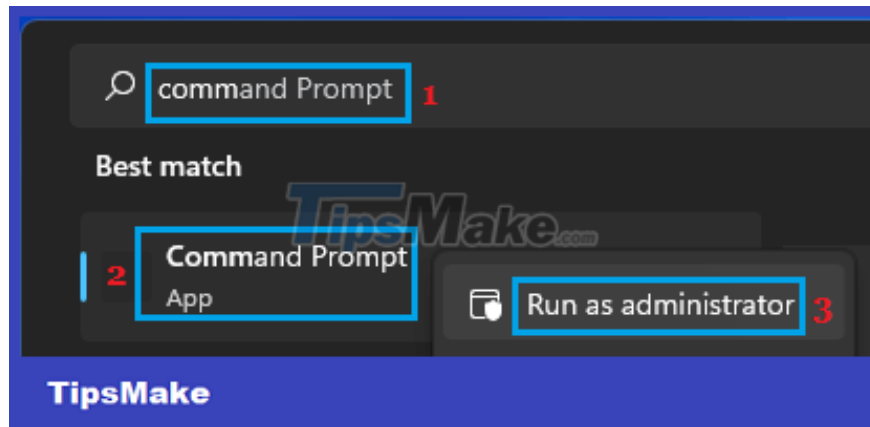 command Prompt 1
Best match
TipsMake.com
2 Command Prompt
App
Run as administrator 3
TipsMake